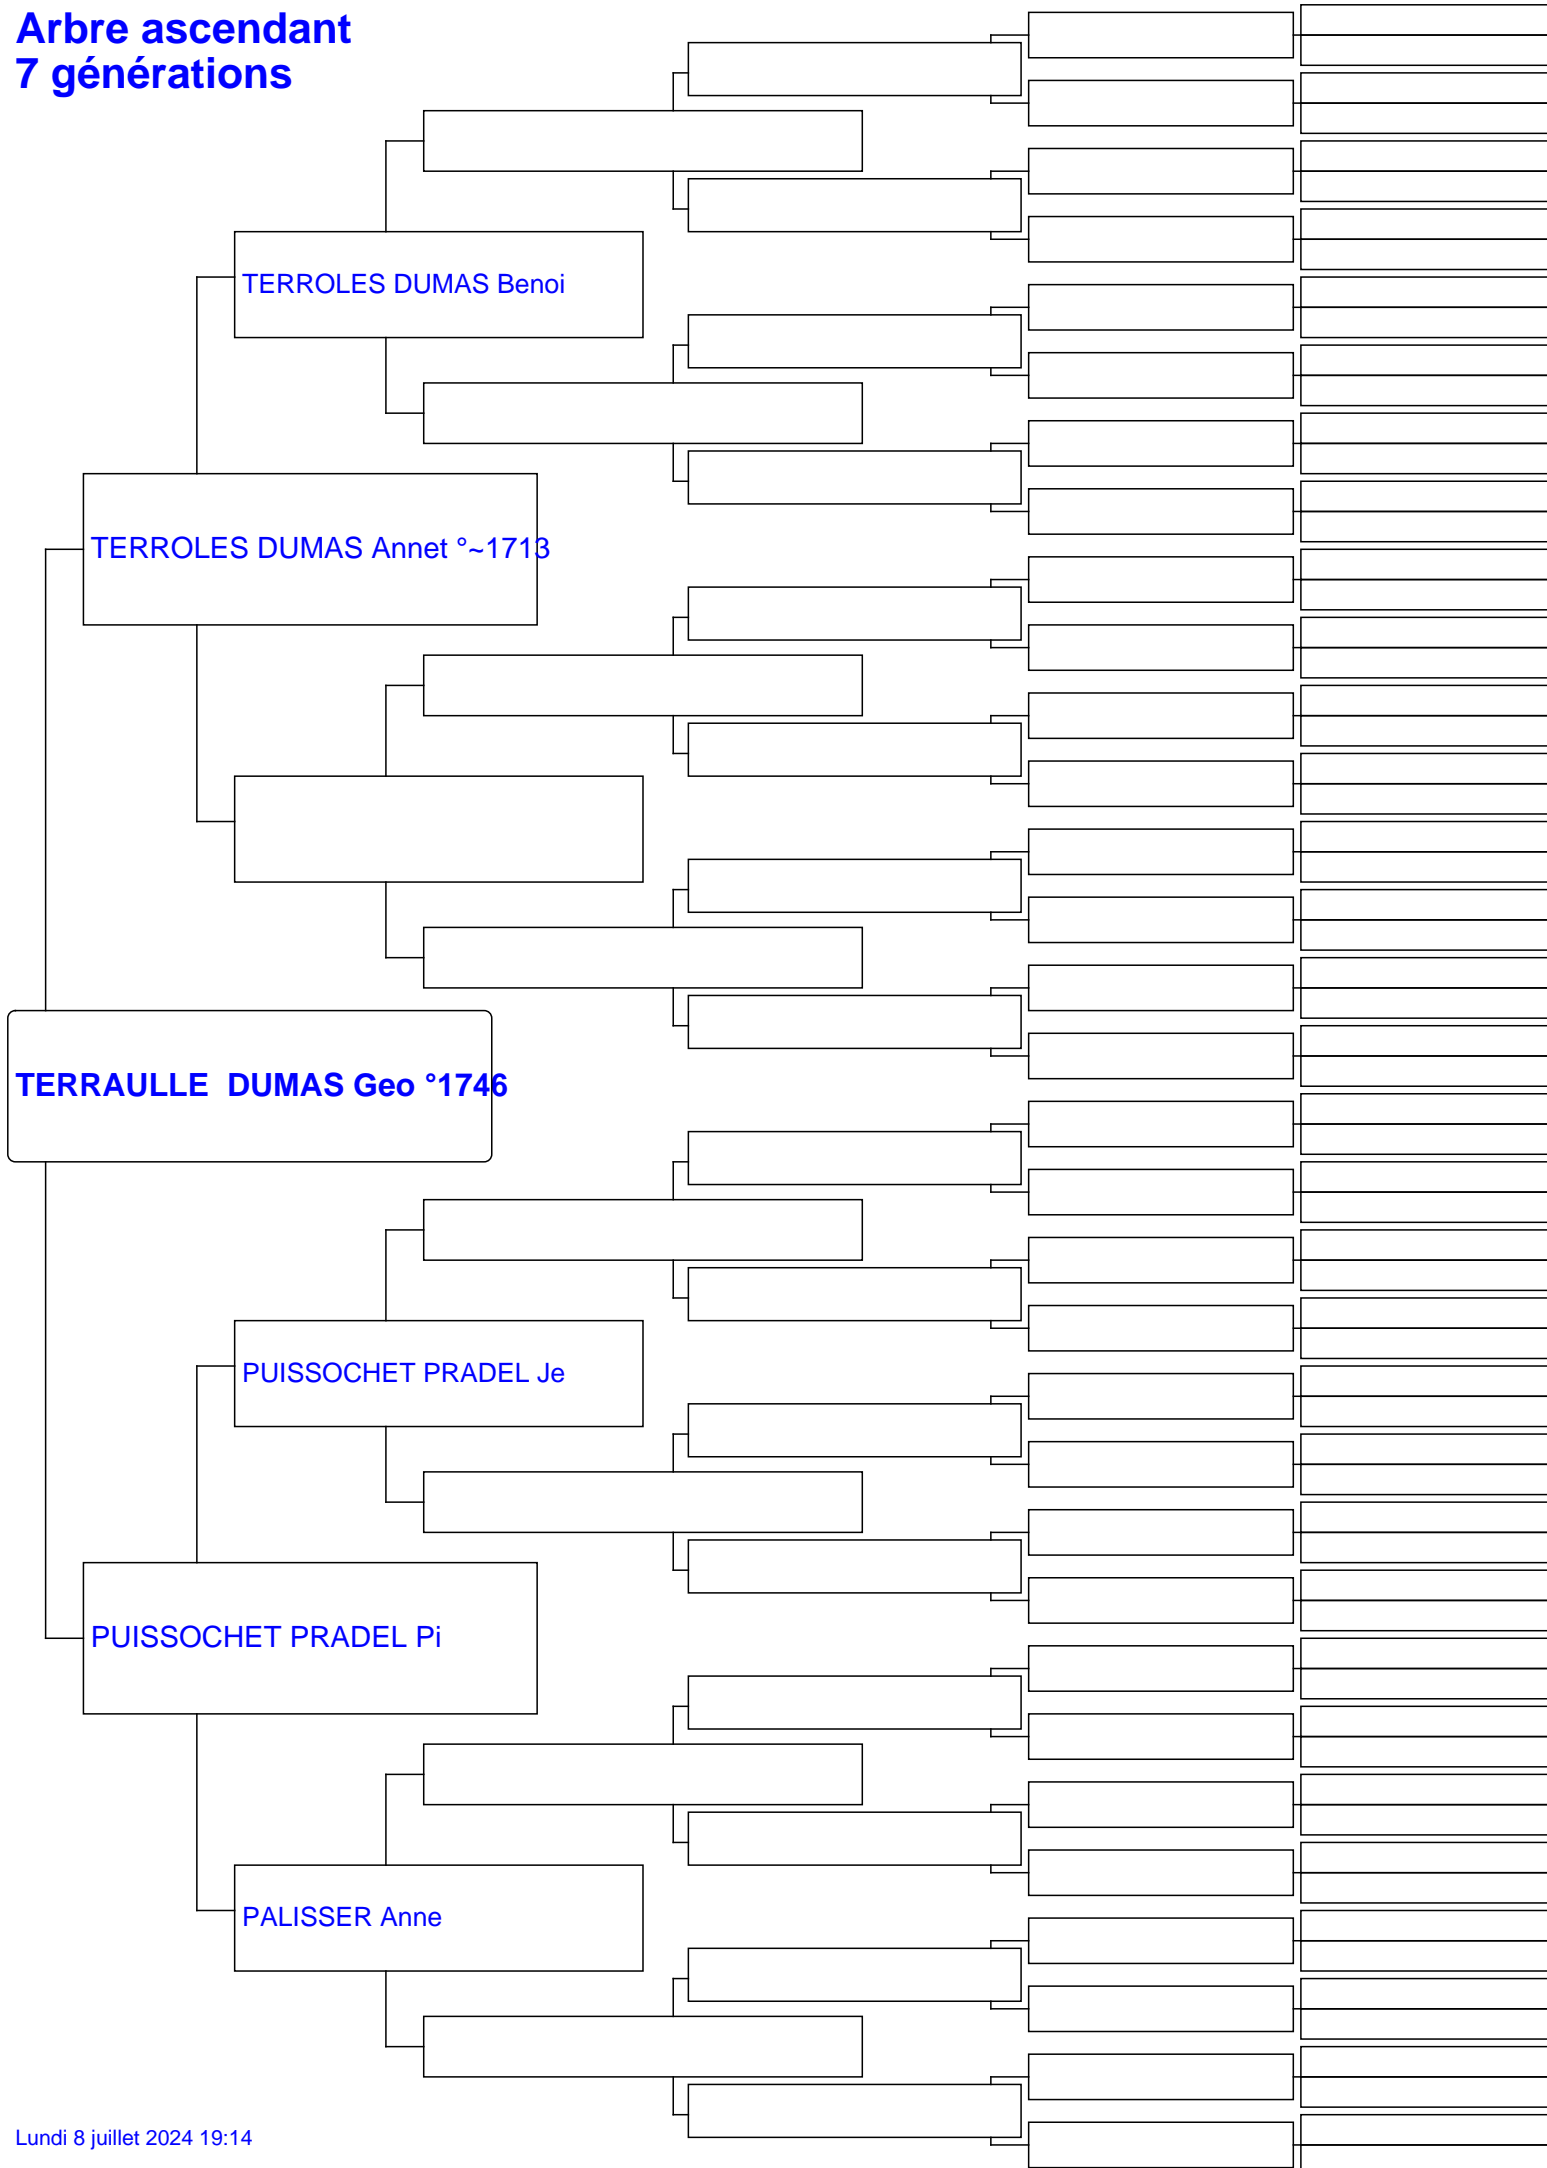 Arbre ascendant
7 générations
TERROLES DUMAS Benoi
TERROLES DUMAS Annet °~1713
TERRAULLE  DUMAS Geo °1746
PUISSOCHET PRADEL Je
PUISSOCHET PRADEL Pi
PALISSER Anne
Lundi 8 juillet 2024 19:14